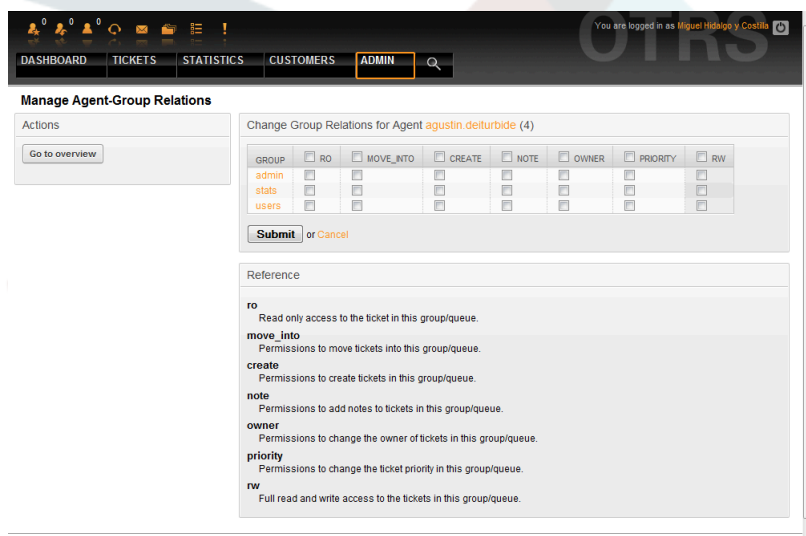 0 0 0
You are logged in as Miguel Hidalgo y Costilla
OTRS
DASHBOARD TICKETS STATISTICS CUSTOMERS ADMIN
Manage Agent-Group Relations
Actions
Go to overview
Change Group Relations for Agent agustin.deiturbide (4)
GROUP RO MOVE_INTO CREATE NOTE OWNER PRIORITY RW
admin
stats
users
Submit or Cancel
Reference
ro
Read only access to the ticket in this group/queue.
move_into
Permissions to move tickets into this group/queue.
create
Permissions to create tickets in this group/queue.
note
Permissions to add notes to tickets in this group/queue.
owner
Permissions to change the owner of tickets in this group/queue.
priority
Permissions to change the ticket priority in this group/queue.
rw
Full read and write access to the tickets in this group/queue.